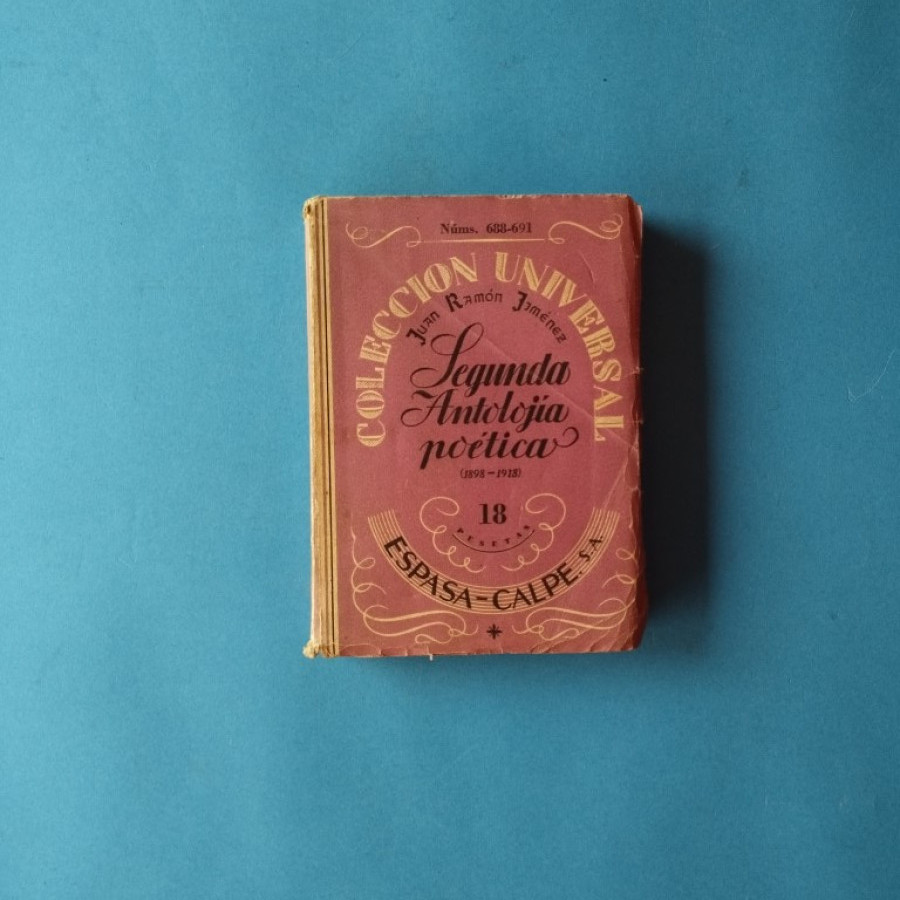 Núms. 688-691
COLECCION UNIVERSAL
Juan Ramón Jiménez
Segunda
Antolojía
poética
(1898-1918)
18
PESETAS
ESPASA-CALPE, S.A.